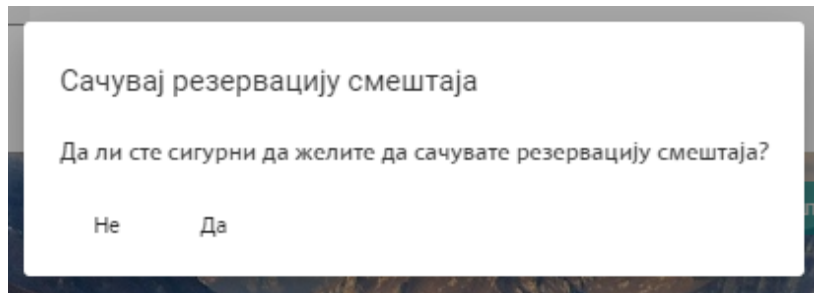 Сачувај резервацију смештаја
Да ли сте сигурни да желите да сачувате резервацију смештаја?
Не Да